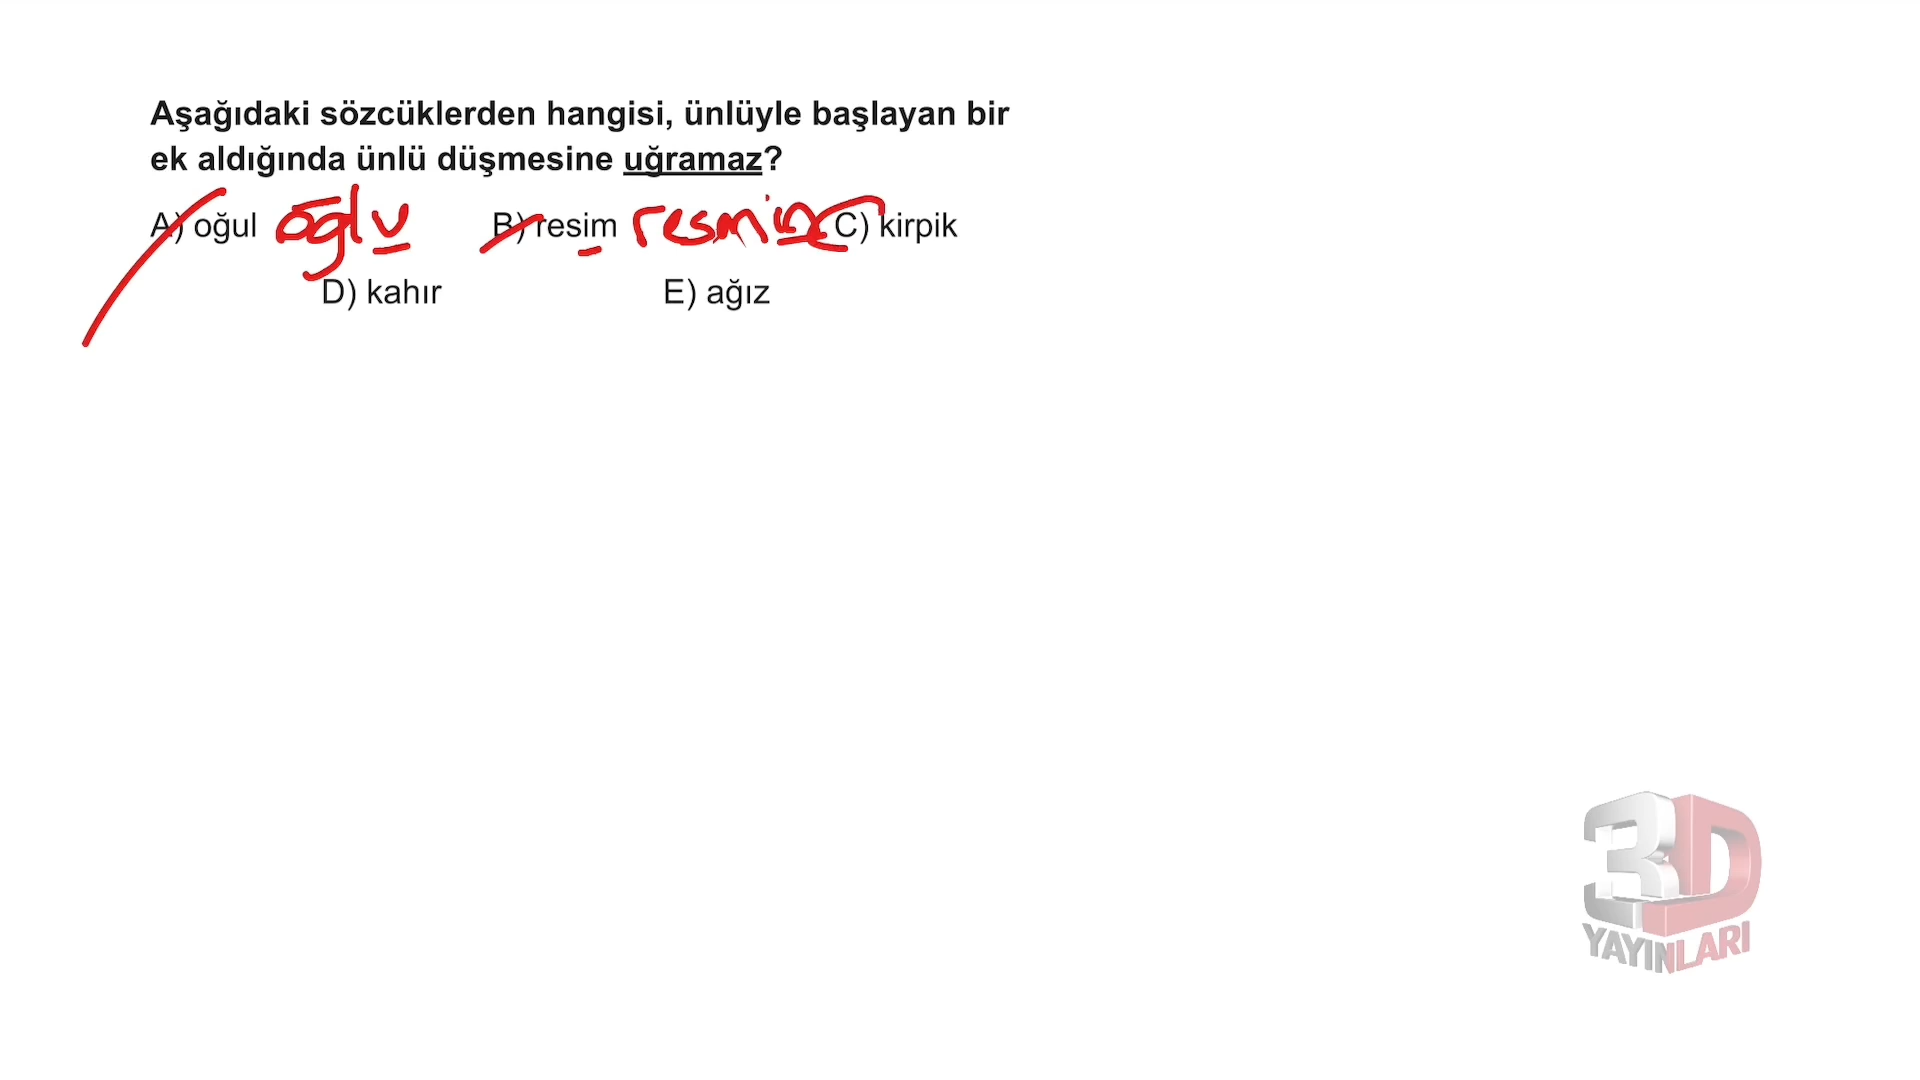 Aşağıdaki sözcüklerden hangisi, ünlüyle başlayan bir
ek aldığında ünlü düşmesine uğramaz?
A) oğul oğlu B) resim resmin C) kirpik
D) kahır E) ağız
3D
YAYINLARI